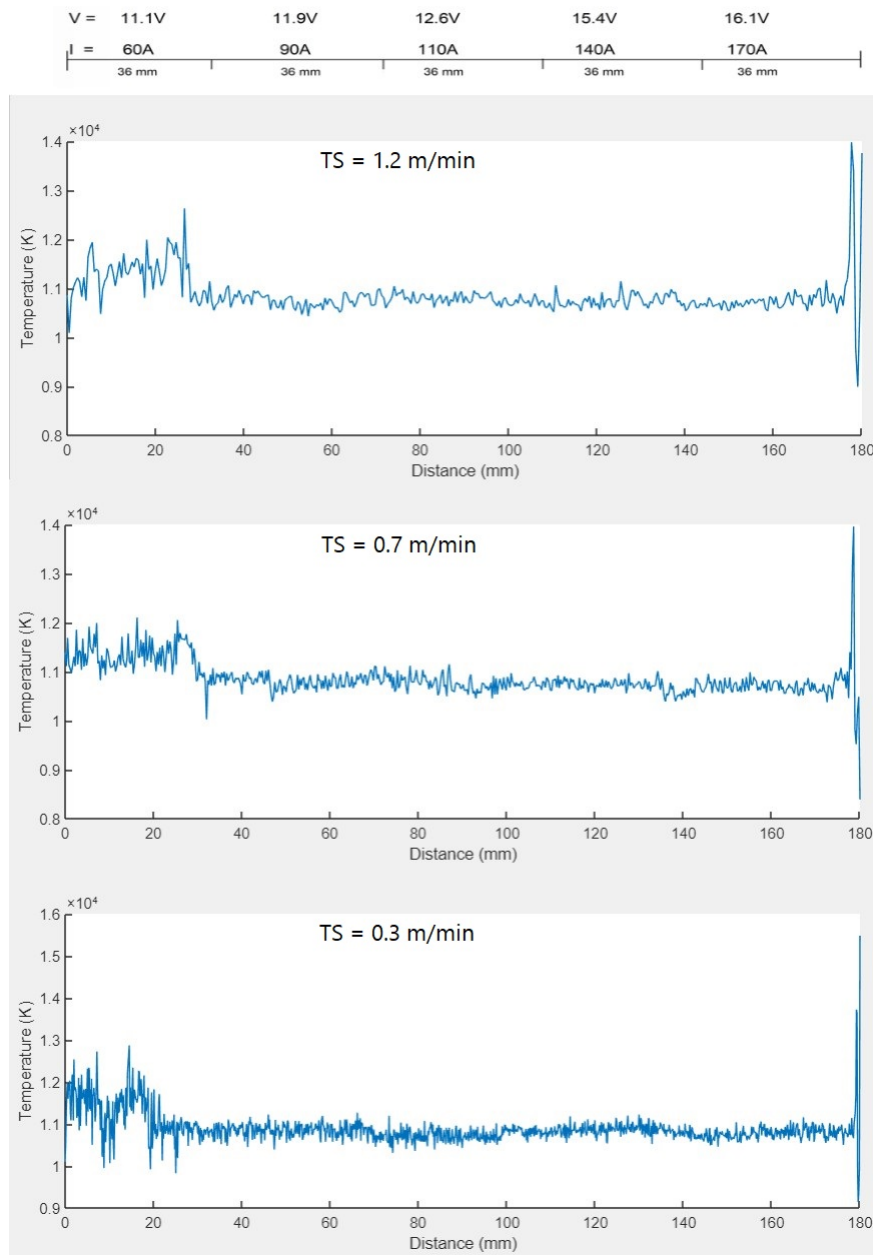 V = 11.1V 11.9V 12.6V 15.4V 16.1V
I = 60A 90A 110A 140A 170A
36 mm 36 mm 36 mm 36 mm 36 mm
×10⁴
TS = 1.2 m/min
1.4
1.3
1.2
1.1
1
0.9
0.8
Temperature (K)
0 20 40 60 80 100 120 140 160 180
Distance (mm)
×10⁴
TS = 0.7 m/min
1.4
1.3
1.2
1.1
1
0.9
0.8
Temperature (K)
0 20 40 60 80 100 120 140 160 180
Distance (mm)
×10⁴
TS = 0.3 m/min
1.6
1.5
1.4
1.3
1.2
1.1
1
0.9
Temperature (K)
0 20 40 60 80 100 120 140 160 180
Distance (mm)